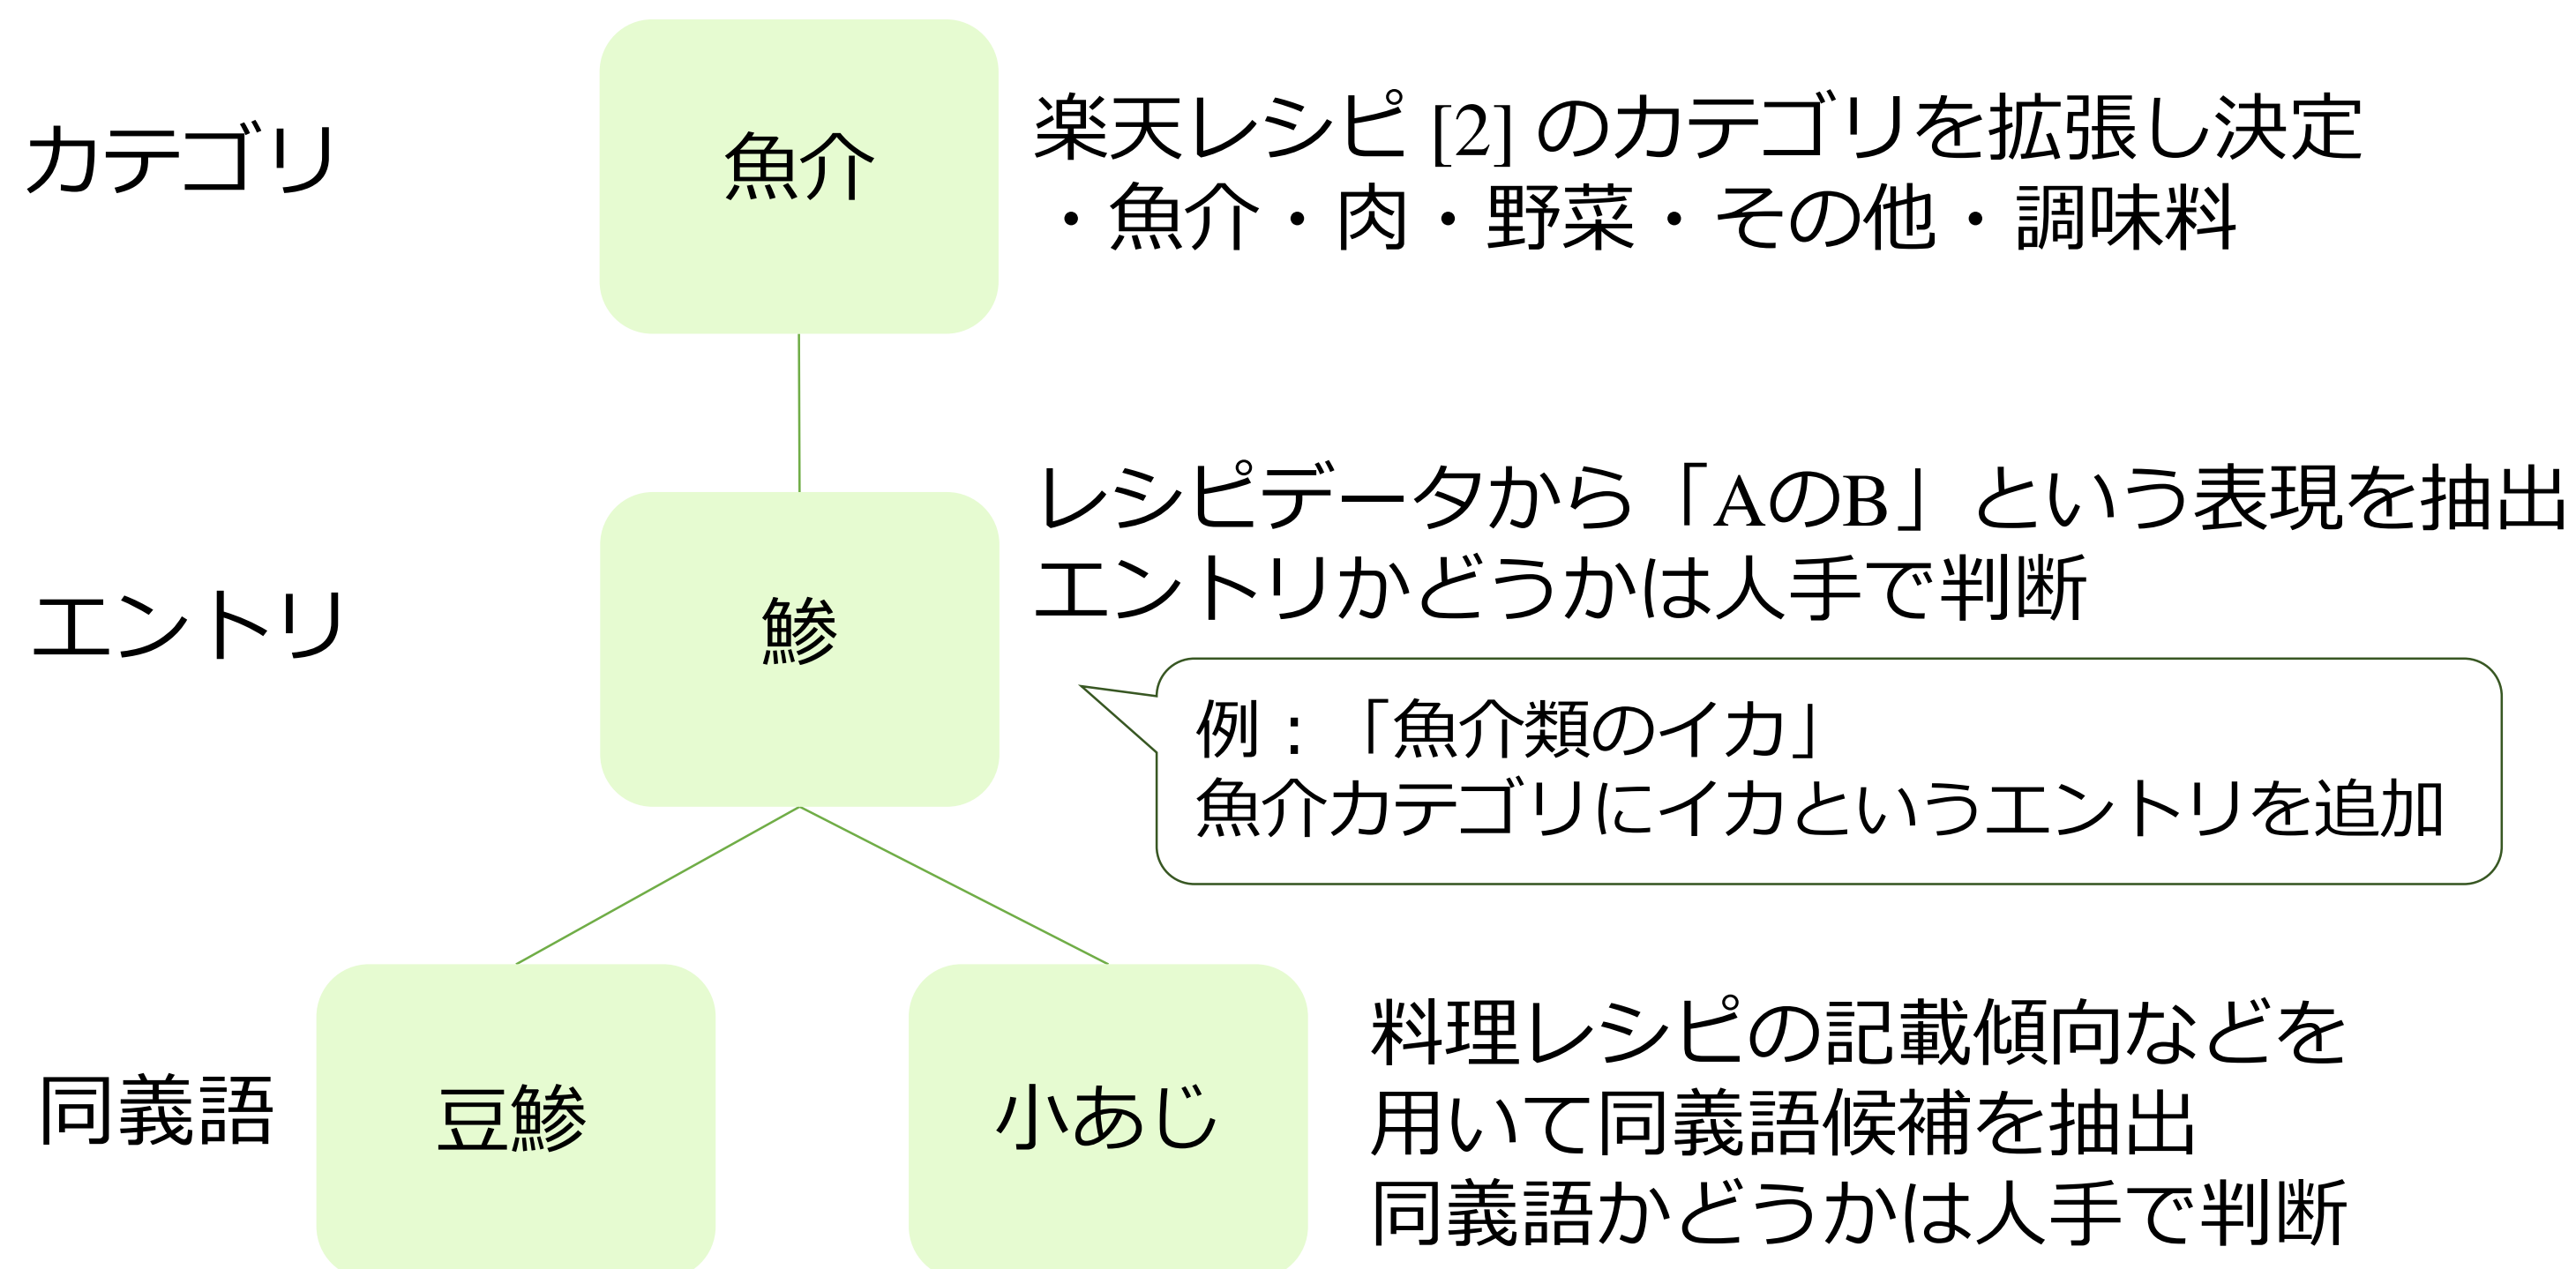 カテゴリ
魚介
楽天レシピ [2] のカテゴリを拡張し決定
・魚介・肉・野菜・その他・調味料
エントリ
鯵
レシピデータから「AのB」という表現を抽出
エントリかどうかは人手で判断
例：「魚介類のイカ」
魚介カテゴリにイカというエントリを追加
同義語
豆鯵
小あじ
料理レシピの記載傾向などを
用いて同義語候補を抽出
同義語かどうかは人手で判断